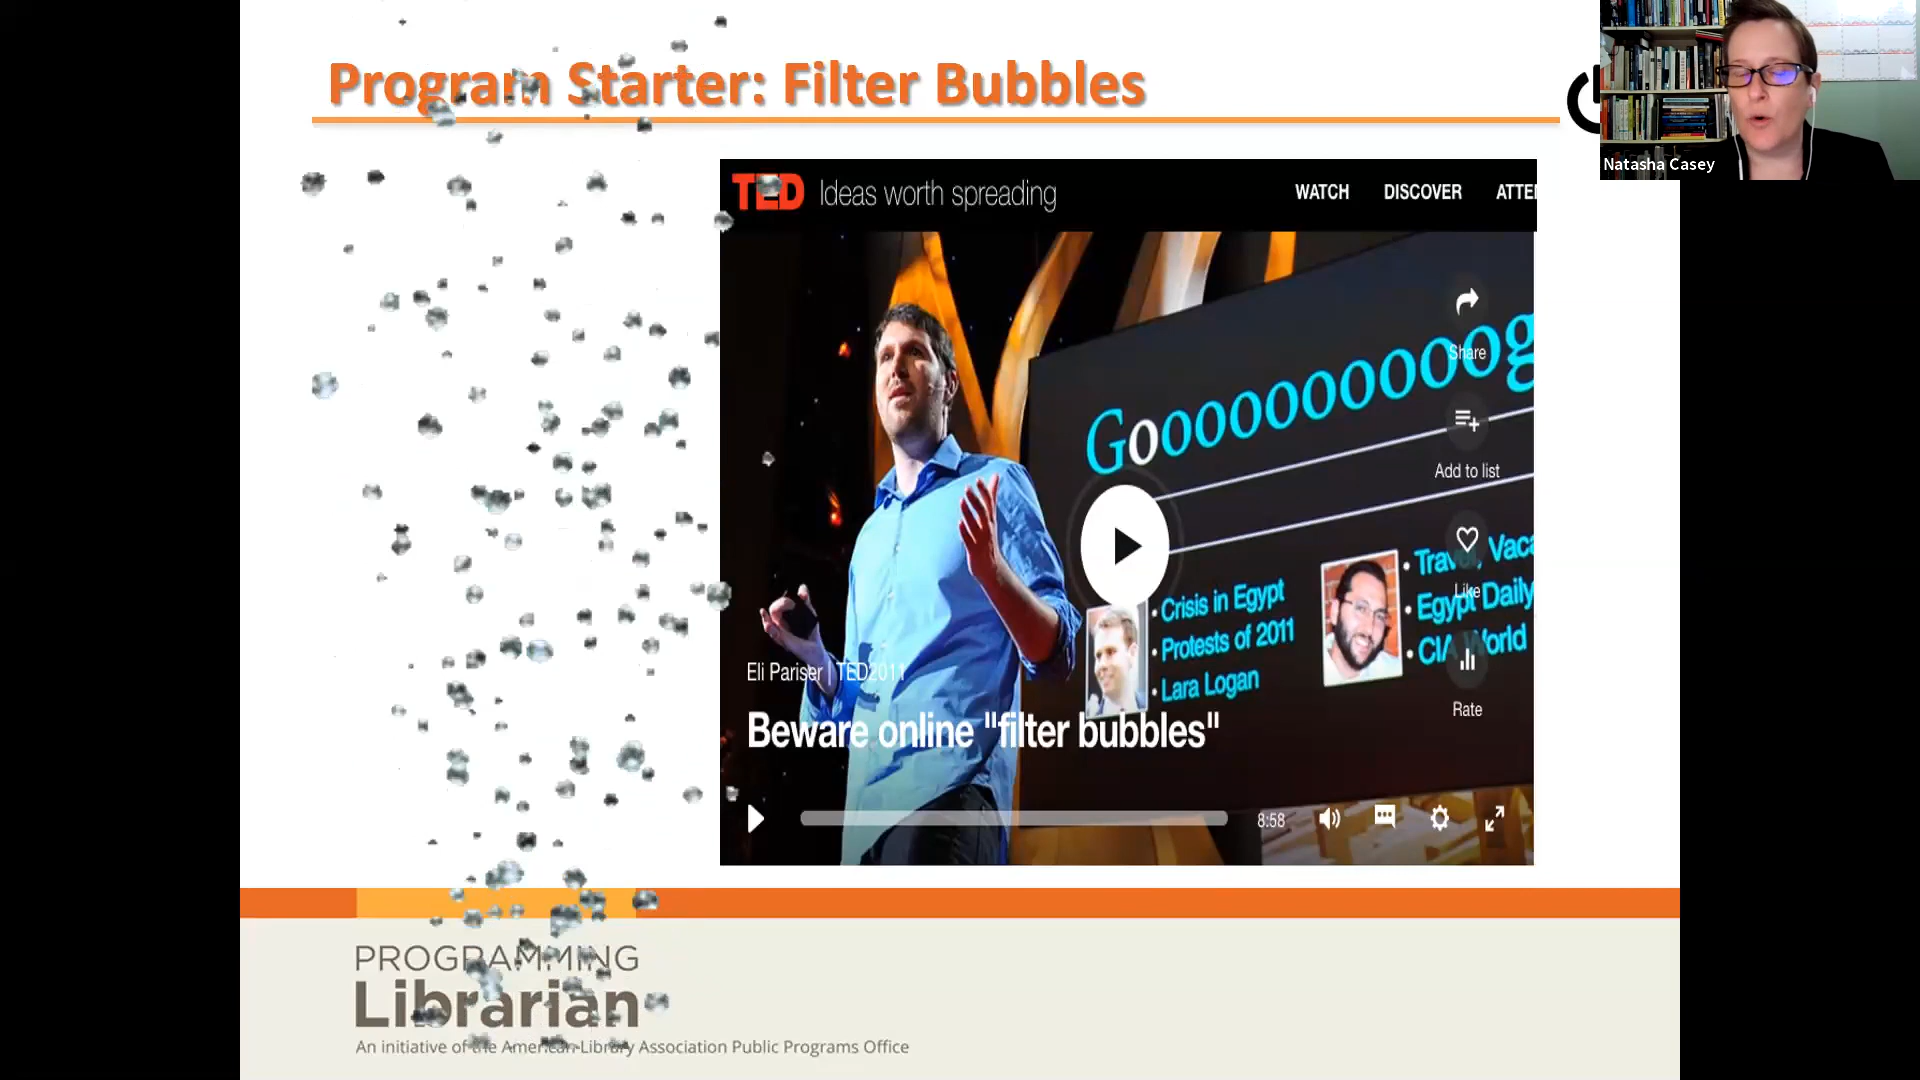 Program Starter: Filter Bubbles
Natasha Casey
TED Ideas worth spreading
WATCH DISCOVER ATTE
Goooooooooog
Share
Add to list
• Crisis in Egypt
• Protests of 2011
• Lara Logan
• Travel, Vaca
• Egypt Daily
• CIA World
Like
Rate
Eli Pariser | TED2011
Beware online "filter bubbles"
8:58
PROGRAMMING
Librarian
An initiative of the American Library Association Public Programs Office